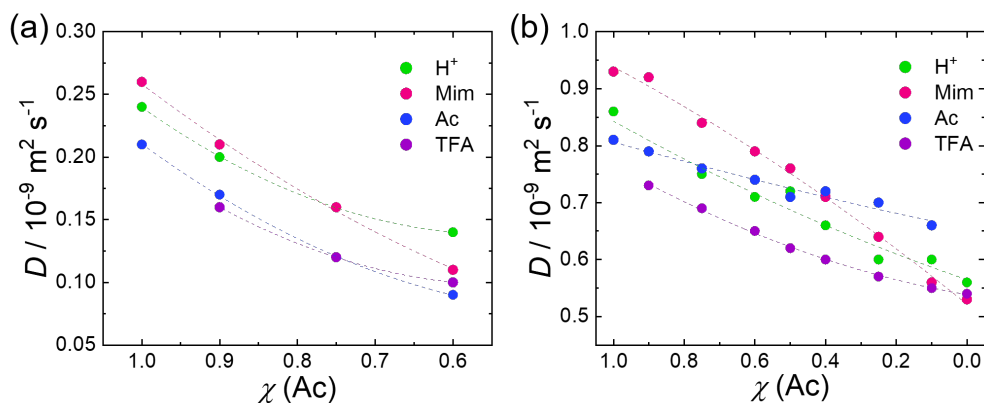 (a)
0.30
0.25
0.20
0.15
0.10
0.05
D / 10⁻⁹ m² s⁻¹
H⁺
Mim
Ac
TFA
1.0 0.9 0.8 0.7 0.6
χ (Ac)
(b)
1.0
0.9
0.8
0.7
0.6
0.5
D / 10⁻⁹ m² s⁻¹
H⁺
Mim
Ac
TFA
1.0 0.8 0.6 0.4 0.2 0.0
χ (Ac)